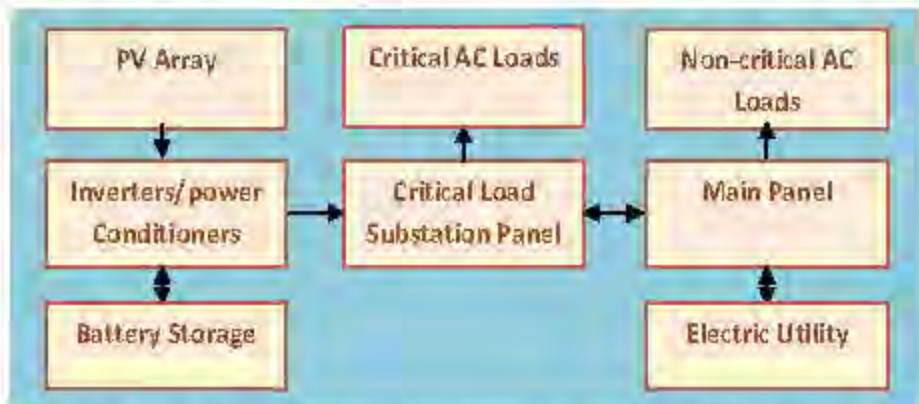 PV Array
Critical AC Loads
Non-critical AC
Loads
Inverters/ power
Conditioners
Critical Load
Substation Panel
Main Panel
Battery Storage
Electric Utility